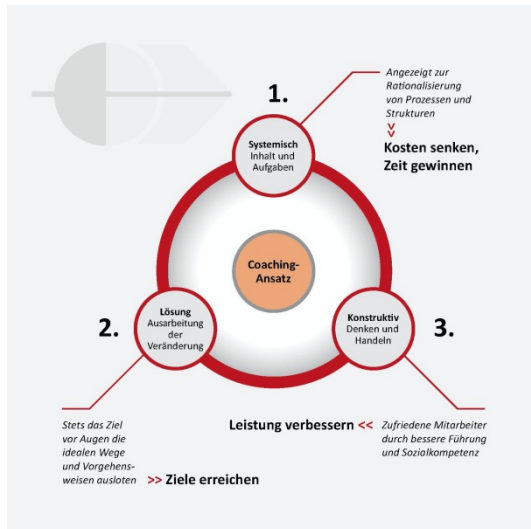 1.
Systemisch
Inhalt und
Aufgaben
Angezeigt zur
Rationalisierung
von Prozessen und
Strukturen
>>
Kosten senken,
Zeit gewinnen
Coaching-
Ansatz
2.
Lösung
Ausarbeitung
der
Veränderung
Stets das Ziel
vor Augen die
idealen Wege
und Vorgehens-
weisen ausloten
>> Ziele erreichen
Konstruktiv
Denken und
Handeln
3.
Leistung verbessern <<
Zufriedene Mitarbeiter
durch bessere Führung
und Sozialkompetenz